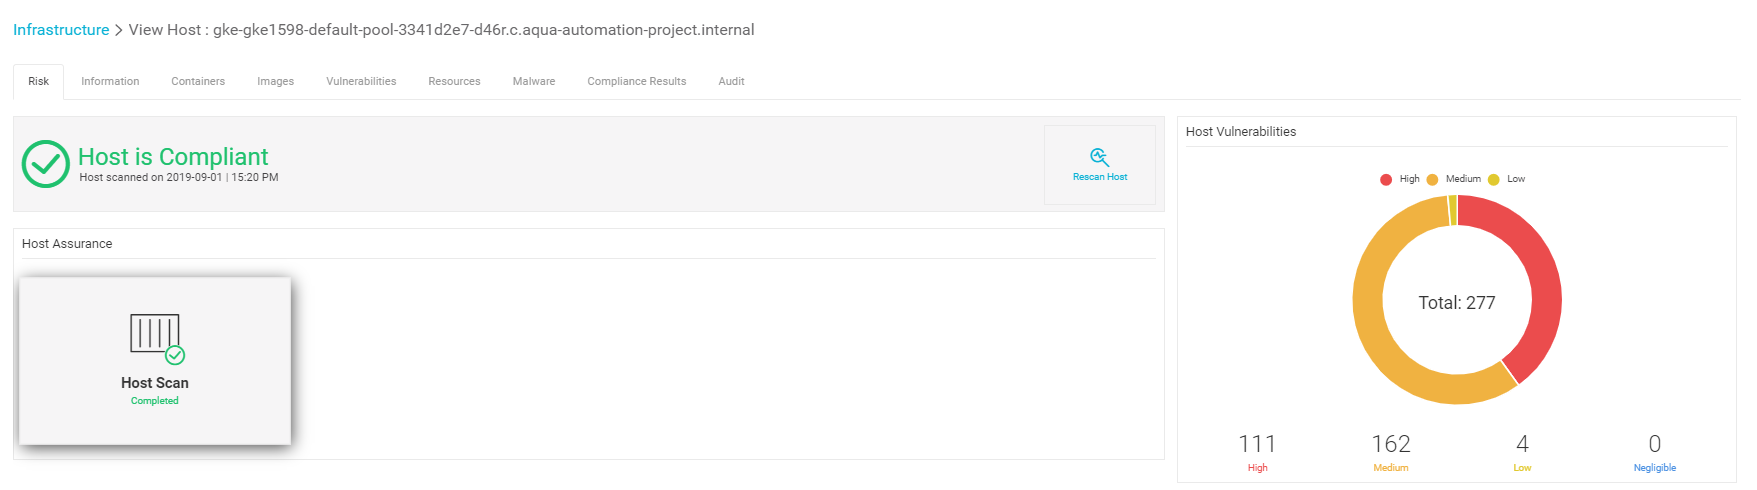 Infrastructure > View Host : gke-gke1598-default-pool-3341d2e7-d46r.c.aqua-automation-project.internal
Risk Information Containers Images Vulnerabilities Resources Malware Compliance Results Audit
Host is Compliant
Host scanned on 2019-09-01 | 15:20 PM
Rescan Host
Host Assurance
Host Scan
Completed
Host Vulnerabilities
High Medium Low
Total: 277
111 162 4 0
High Medium Low Negligible